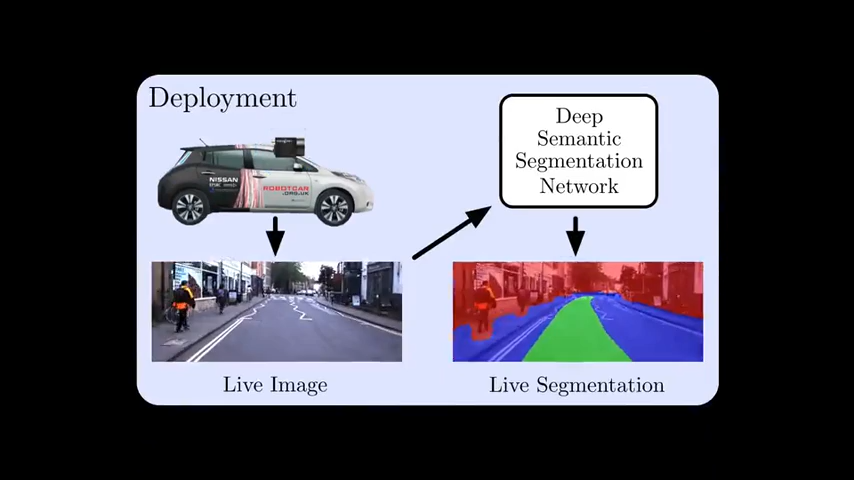 Deployment
NISSAN
ROBOTCAR
.ORG.UK
Deep
Semantic
Segmentation
Network
Live Image
Live Segmentation